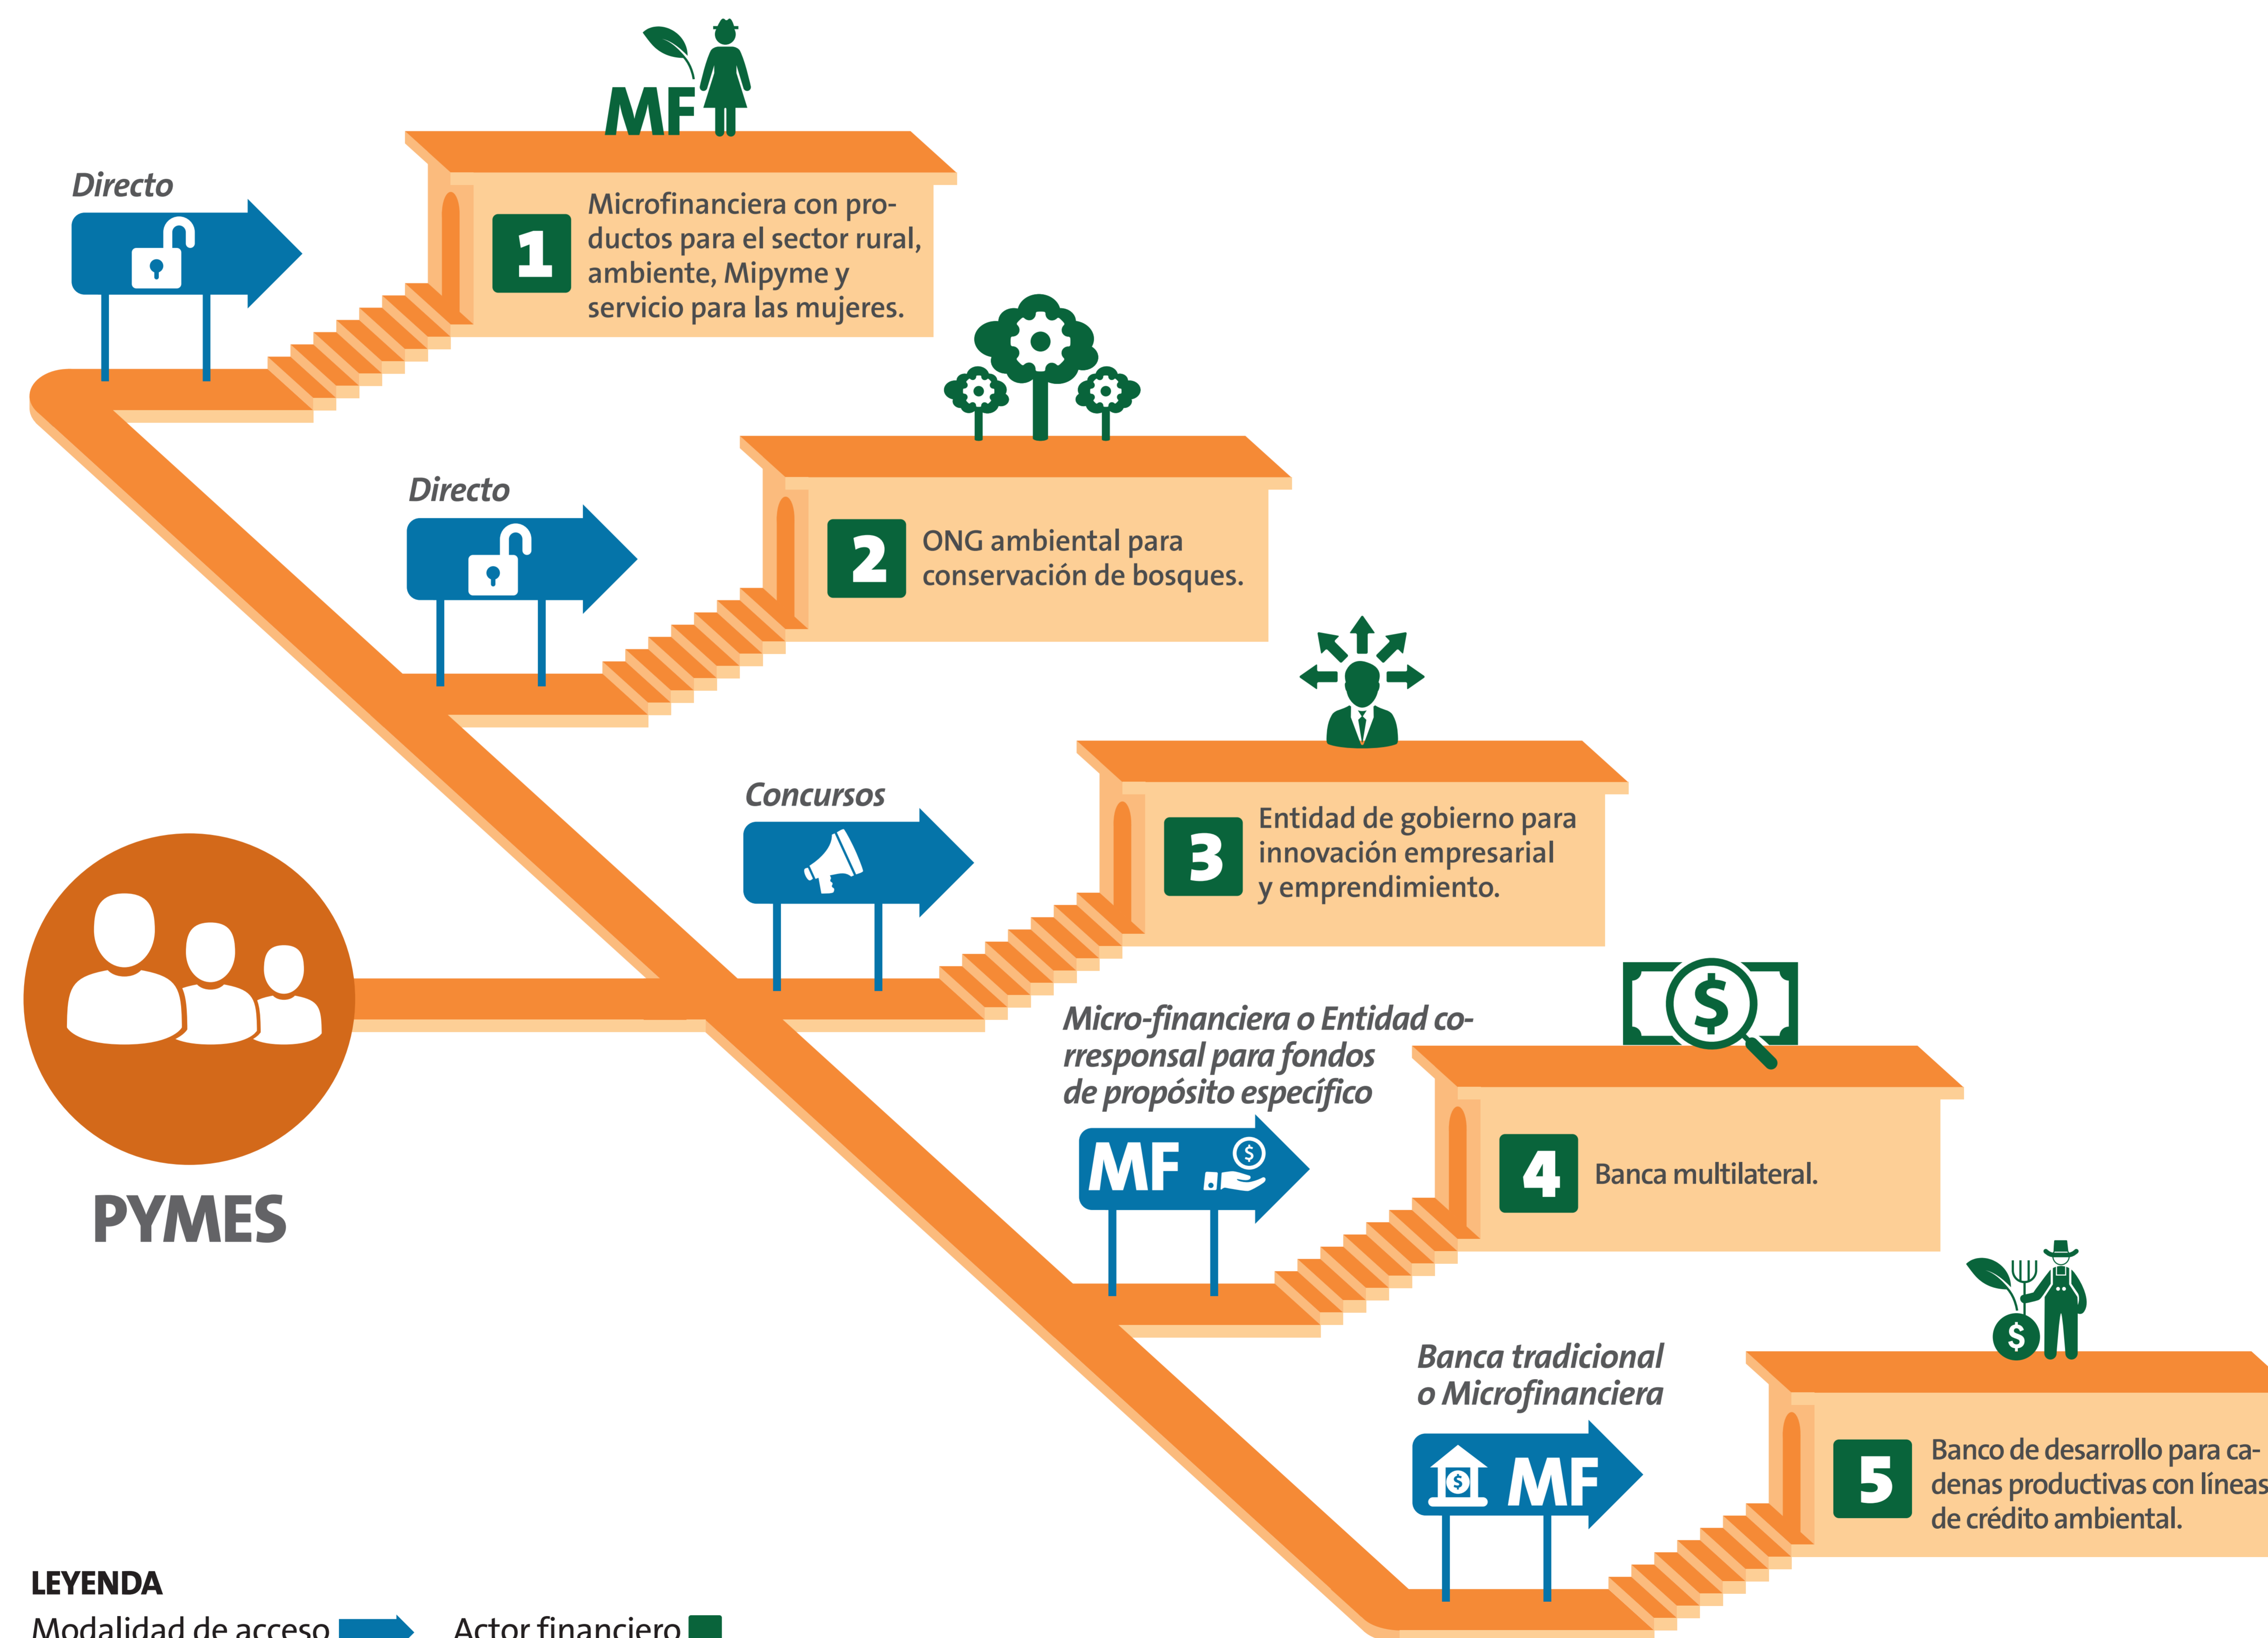 MF
Directo
1
Microfinanciera con pro-
ductos para el sector rural,
ambiente, Mipyme y
servicio para las mujeres.
Directo
2
ONG ambiental para
conservación de bosques.
Concursos
3
Entidad de gobierno para
innovación empresarial
y emprendimiento.
PYMES
Micro-financiera o Entidad co-
rresponsal para fondos
de propósito específico
MF $
$
4
Banca multilateral.
Banca tradicional
o Microfinanciera
$ MF
$
5
Banco de desarrollo para ca-
denas productivas con líneas
de crédito ambiental.
LEYENDA
Modalidad de acceso Actor financiero